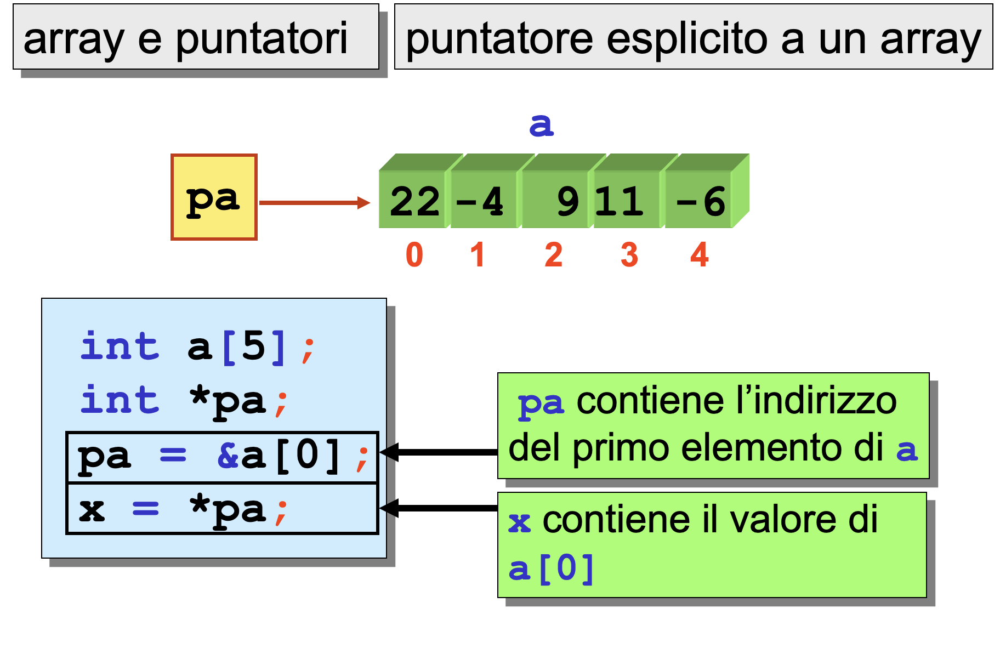 array e puntatori
puntatore esplicito a un array
a
pa
22 -4 9 11 -6
0 1 2 3 4
int a[5];
int *pa;
pa = &a[0];
x = *pa;
pa contiene l’indirizzo
del primo elemento di a
x contiene il valore di
a[0]